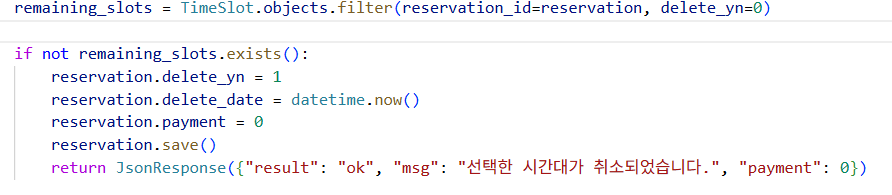 remaining_slots = TimeSlot.objects.filter(reservation_id=reservation, delete_yn=0)
if not remaining_slots.exists():
    reservation.delete_yn = 1
    reservation.delete_date = datetime.now()
    reservation.payment = 0
    reservation.save()
    return JsonResponse({"result": "ok", "msg": "선택한 시간대가 취소되었습니다.", "payment": 0})